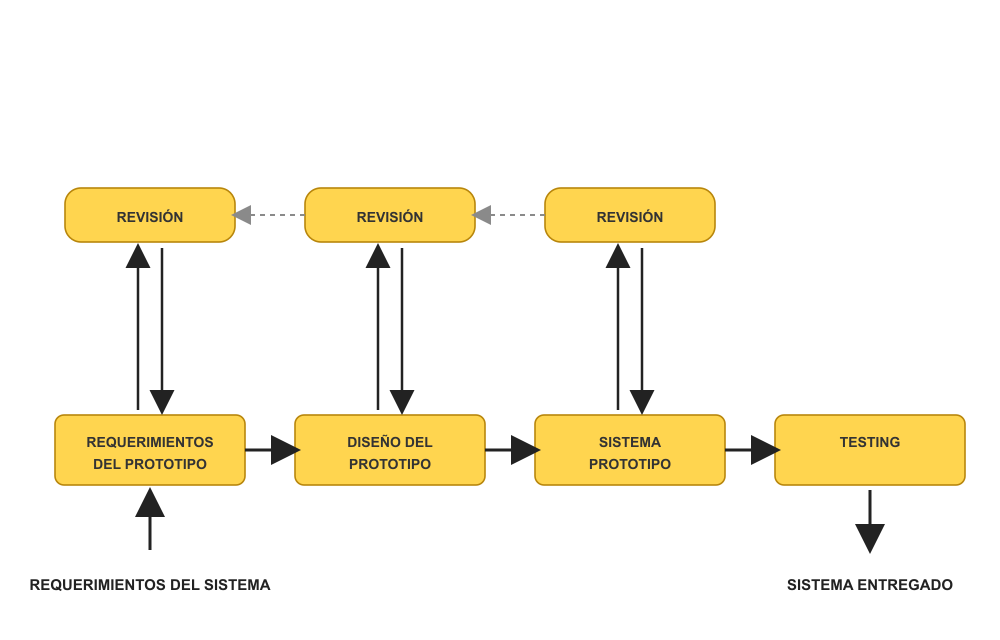 REVISIÓN
REVISIÓN
REVISIÓN
REQUERIMIENTOS
DEL PROTOTIPO
DISEÑO DEL
PROTOTIPO
SISTEMA
PROTOTIPO
TESTING
REQUERIMIENTOS DEL SISTEMA
SISTEMA ENTREGADO